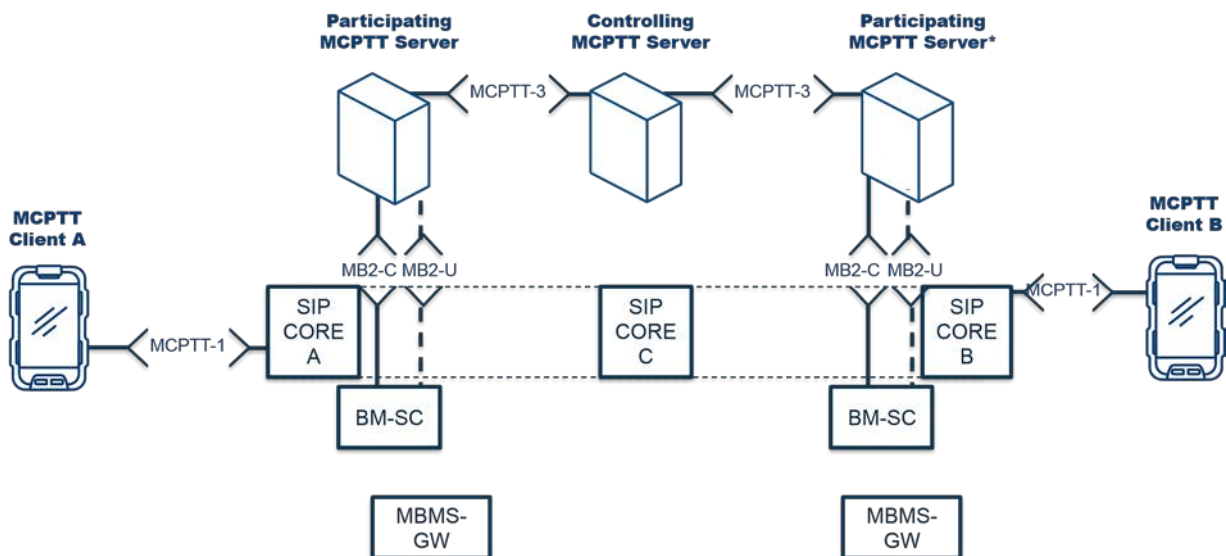 Participating
MCPTT Server
Controlling
MCPTT Server
Participating
MCPTT Server*
MCPTT-3
MCPTT-3
MCPTT
Client A
MCPTT
Client B
MB2-C
MB2-U
MB2-C
MB2-U
MCPTT-1
SIP
CORE
A
SIP
CORE
C
SIP
CORE
B
MCPTT-1
BM-SC
BM-SC
MBMS-
GW
MBMS-
GW